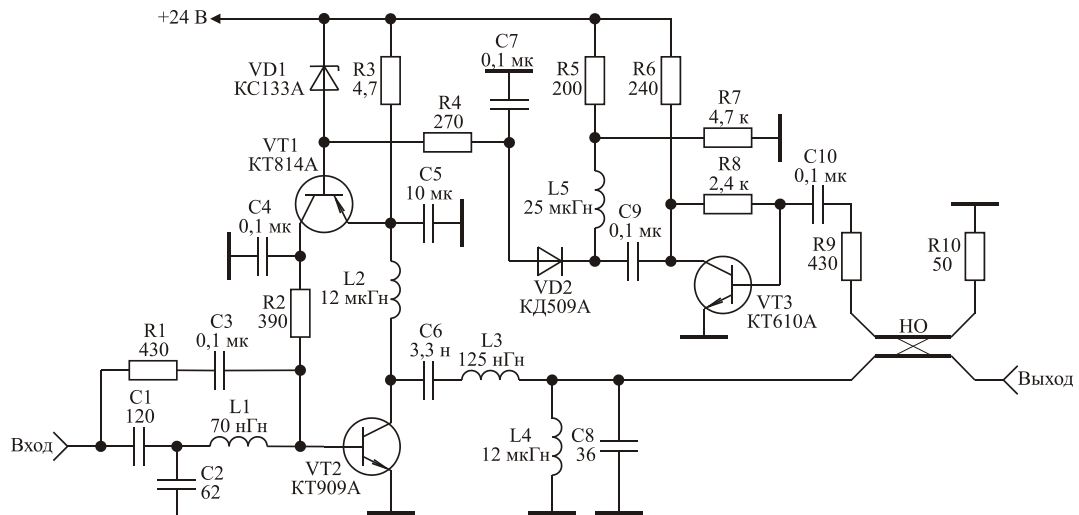 +24 В
VD1
КС133А
R3
4,7
C7
0,1 мк
R5
200
R6
240
R7
4,7 к
R4
270
VT1
КТ814А
R8
2,4 к
C10
0,1 мк
C5
10 мк
C4
0,1 мк
L5
25 мкГн
C9
0,1 мк
R9
430
R10
50
L2
12 мкГн
VD2
КД509А
VT3
КТ610А
R2
390
R1
430
C3
0,1 мк
C6
3,3 н
L3
125 нГн
НО
Выход
C1
120
L1
70 нГн
Вход
L4
12 мкГн
C8
36
C2
62
VT2
КТ909А